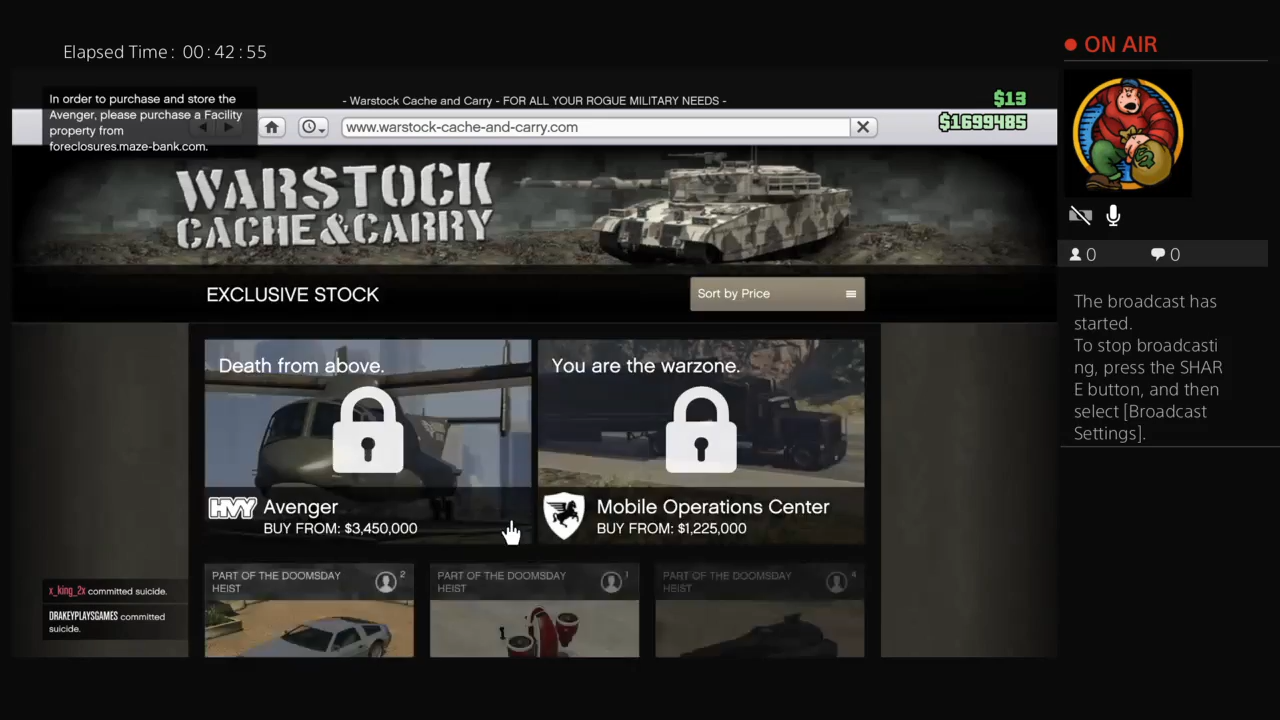 Elapsed Time: 00:42:55
ON AIR
In order to purchase and store the
Avenger, please purchase a Facility
property from
foreclosures.maze-bank.com.
- Warstock Cache and Carry - FOR ALL YOUR ROGUE MILITARY NEEDS -
$13
$1699485
www.warstock-cache-and-carry.com
WARSTOCK
CACHE&CARRY
0
0
EXCLUSIVE STOCK
Sort by Price
The broadcast has
started.
To stop broadcasti
ng, press the SHAR
E button, and then
select [Broadcast
Settings].
Death from above.
HVY Avenger
BUY FROM: $3,450,000
You are the warzone.
Mobile Operations Center
BUY FROM: $1,225,000
PART OF THE DOOMSDAY
HEIST
2
PART OF THE DOOMSDAY
HEIST
1
PART OF THE DOOMSDAY
HEIST
4
x_king_2x committed suicide.
DRAKEYPLAYSGAMES committed
suicide.